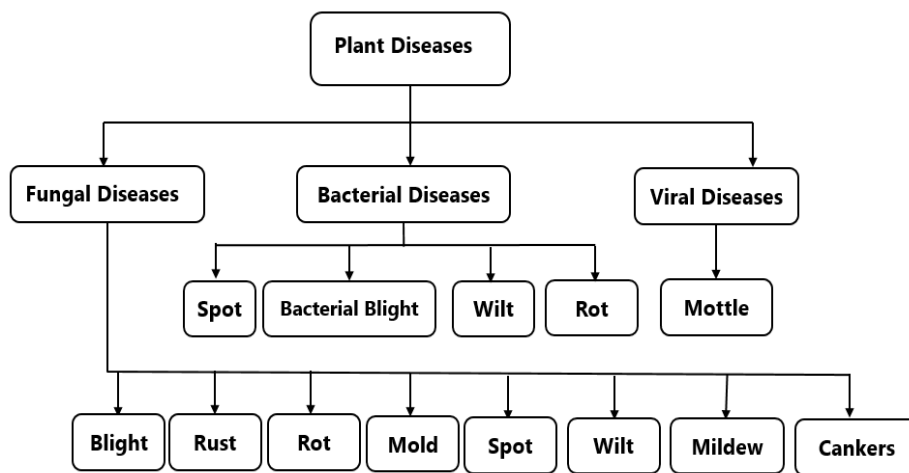 Plant Diseases
Fungal Diseases
Bacterial Diseases
Viral Diseases
Spot
Bacterial Blight
Wilt
Rot
Mottle
Blight
Rust
Rot
Mold
Spot
Wilt
Mildew
Cankers